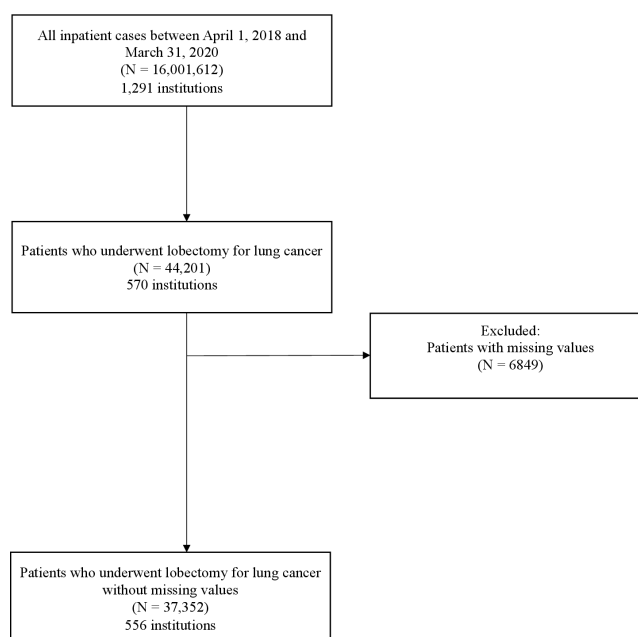 All inpatient cases between April 1, 2018 and
March 31, 2020
(N = 16,001,612)
1,291 institutions
Patients who underwent lobectomy for lung cancer
(N = 44,201)
570 institutions
Excluded:
Patients with missing values
(N = 6849)
Patients who underwent lobectomy for lung cancer
without missing values
(N = 37,352)
556 institutions